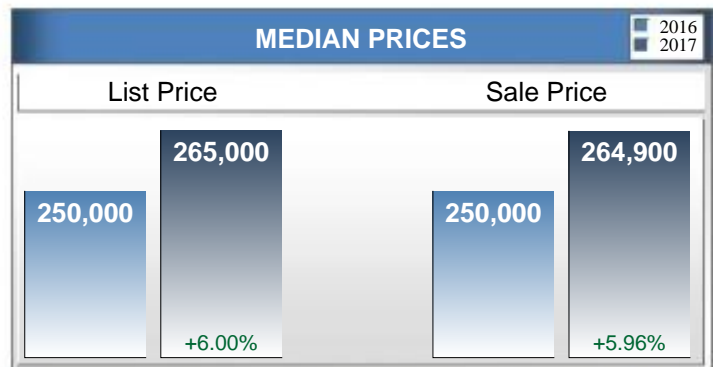 MEDIAN PRICES
2016
2017
List Price
Sale Price
250,000
265,000
+6.00%
250,000
264,900
+5.96%